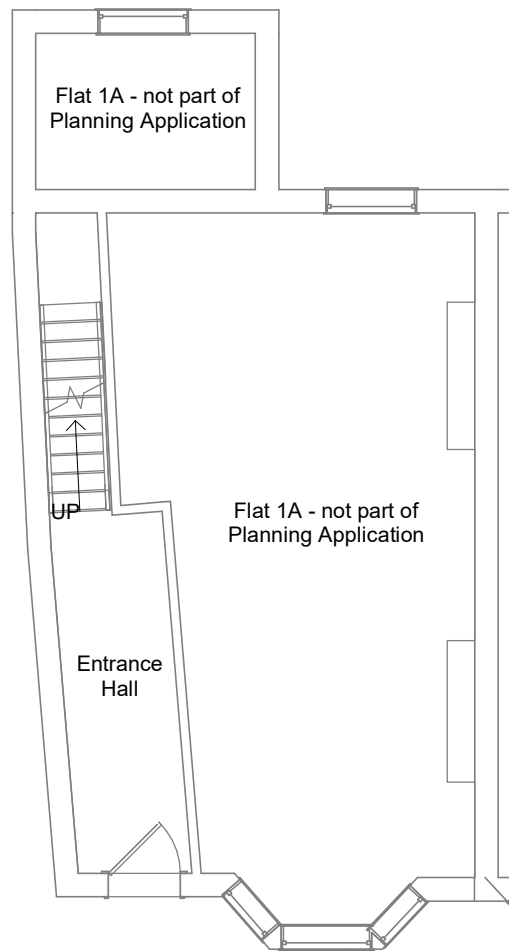 Flat 1A - not part of
Planning Application
UP
Flat 1A - not part of
Planning Application
Entrance
Hall